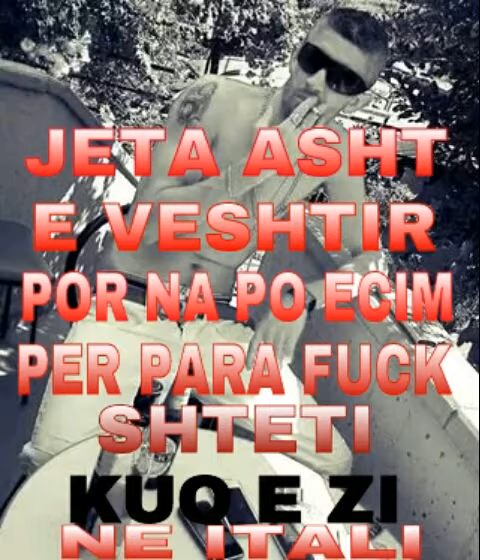 JETA ASHT
E VESHTIR
POR NA PO ECIM
PER PARA FUCK
SHTETI
KUQ E ZI
NE ITALI